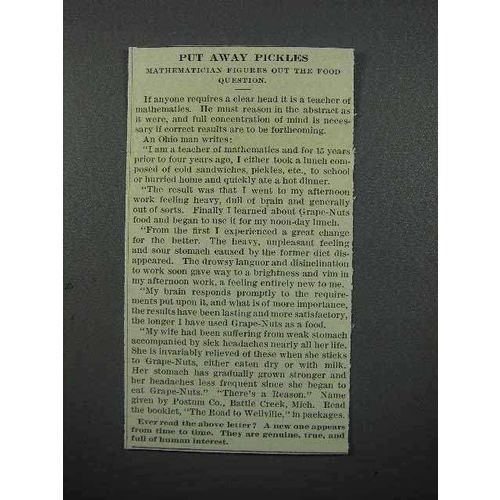 PUT AWAY PICKLES
MATHEMATICIAN FIGURES OUT THE FOOD
QUESTION.
If anyone requires a clear head it is a teacher of
mathematics. He must reason in the abstract as
it were, and full concentration of mind is neces-
sary if correct results are to be forthcoming.
An Ohio man writes:
"I am a teacher of mathematics and for 15 years
prior to four years ago, I either took a lunch com-
posed of cold sandwiches, pickles, etc., to school
or hurried home and quickly ate a hot dinner.
"The result was that I went to my afternoon
work feeling heavy, dull of brain and generally
out of sorts. Finally I learned about Grape-Nuts
food and began to use it for my noon-day lunch.
"From the first I experienced a great change
for the better. The heavy, unpleasant feeling
and sour stomach caused by the former diet dis-
appeared. The drowsy languor and disinclination
to work soon gave way to a brightness and vim in
my afternoon work, a feeling entirely new to me.
"My brain responds promptly to the require-
ments put upon it, and what is of more importance,
the results have been lasting and more satisfactory,
the longer I have used Grape-Nuts as a food.
"My wife had been suffering from weak stomach
accompanied by sick headaches nearly all her life.
She is invariably relieved of these when she sticks
to Grape-Nuts, either eaten dry or with milk.
Her stomach has gradually grown stronger and
her headaches less frequent since she began to
eat Grape-Nuts." "There's a Reason." Name
given by Postum Co., Battle Creek, Mich. Read
the booklet, "The Road to Wellville," in packages.
Ever read the above letter? A new one appears
from time to time. They are genuine, true, and
full of human interest.